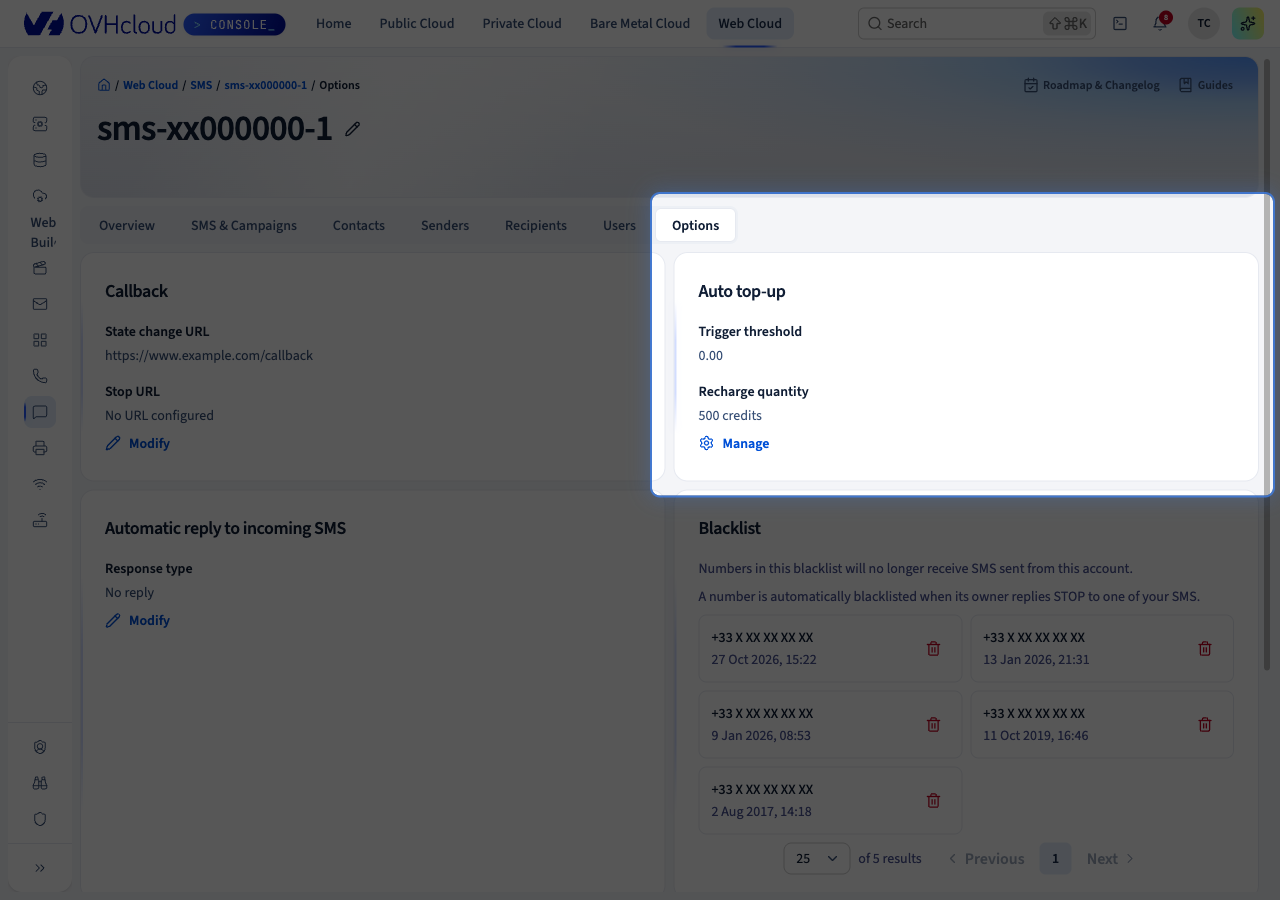 OVHcloud
> CONSOLE_
Home
Public Cloud
Private Cloud
Bare Metal Cloud
Web Cloud
Search
⇧⌘K
8
TC
/ Web Cloud / SMS / sms-xx000000-1 / Options
Roadmap & Changelog
Guides
sms-xx000000-1
Web
Buil
Overview
SMS & Campaigns
Contacts
Senders
Recipients
Users
Options
Callback
State change URL
https://www.example.com/callback
Stop URL
No URL configured
Modify
Auto top-up
Trigger threshold
0.00
Recharge quantity
500 credits
Manage
Automatic reply to incoming SMS
Response type
No reply
Modify
Blacklist
Numbers in this blacklist will no longer receive SMS sent from this account.
A number is automatically blacklisted when its owner replies STOP to one of your SMS.
+33 X XX XX XX XX
27 Oct 2026, 15:22
+33 X XX XX XX XX
13 Jan 2026, 21:31
+33 X XX XX XX XX
9 Jan 2026, 08:53
+33 X XX XX XX XX
11 Oct 2019, 16:46
+33 X XX XX XX XX
2 Aug 2017, 14:18
25
of 5 results
Previous
1
Next